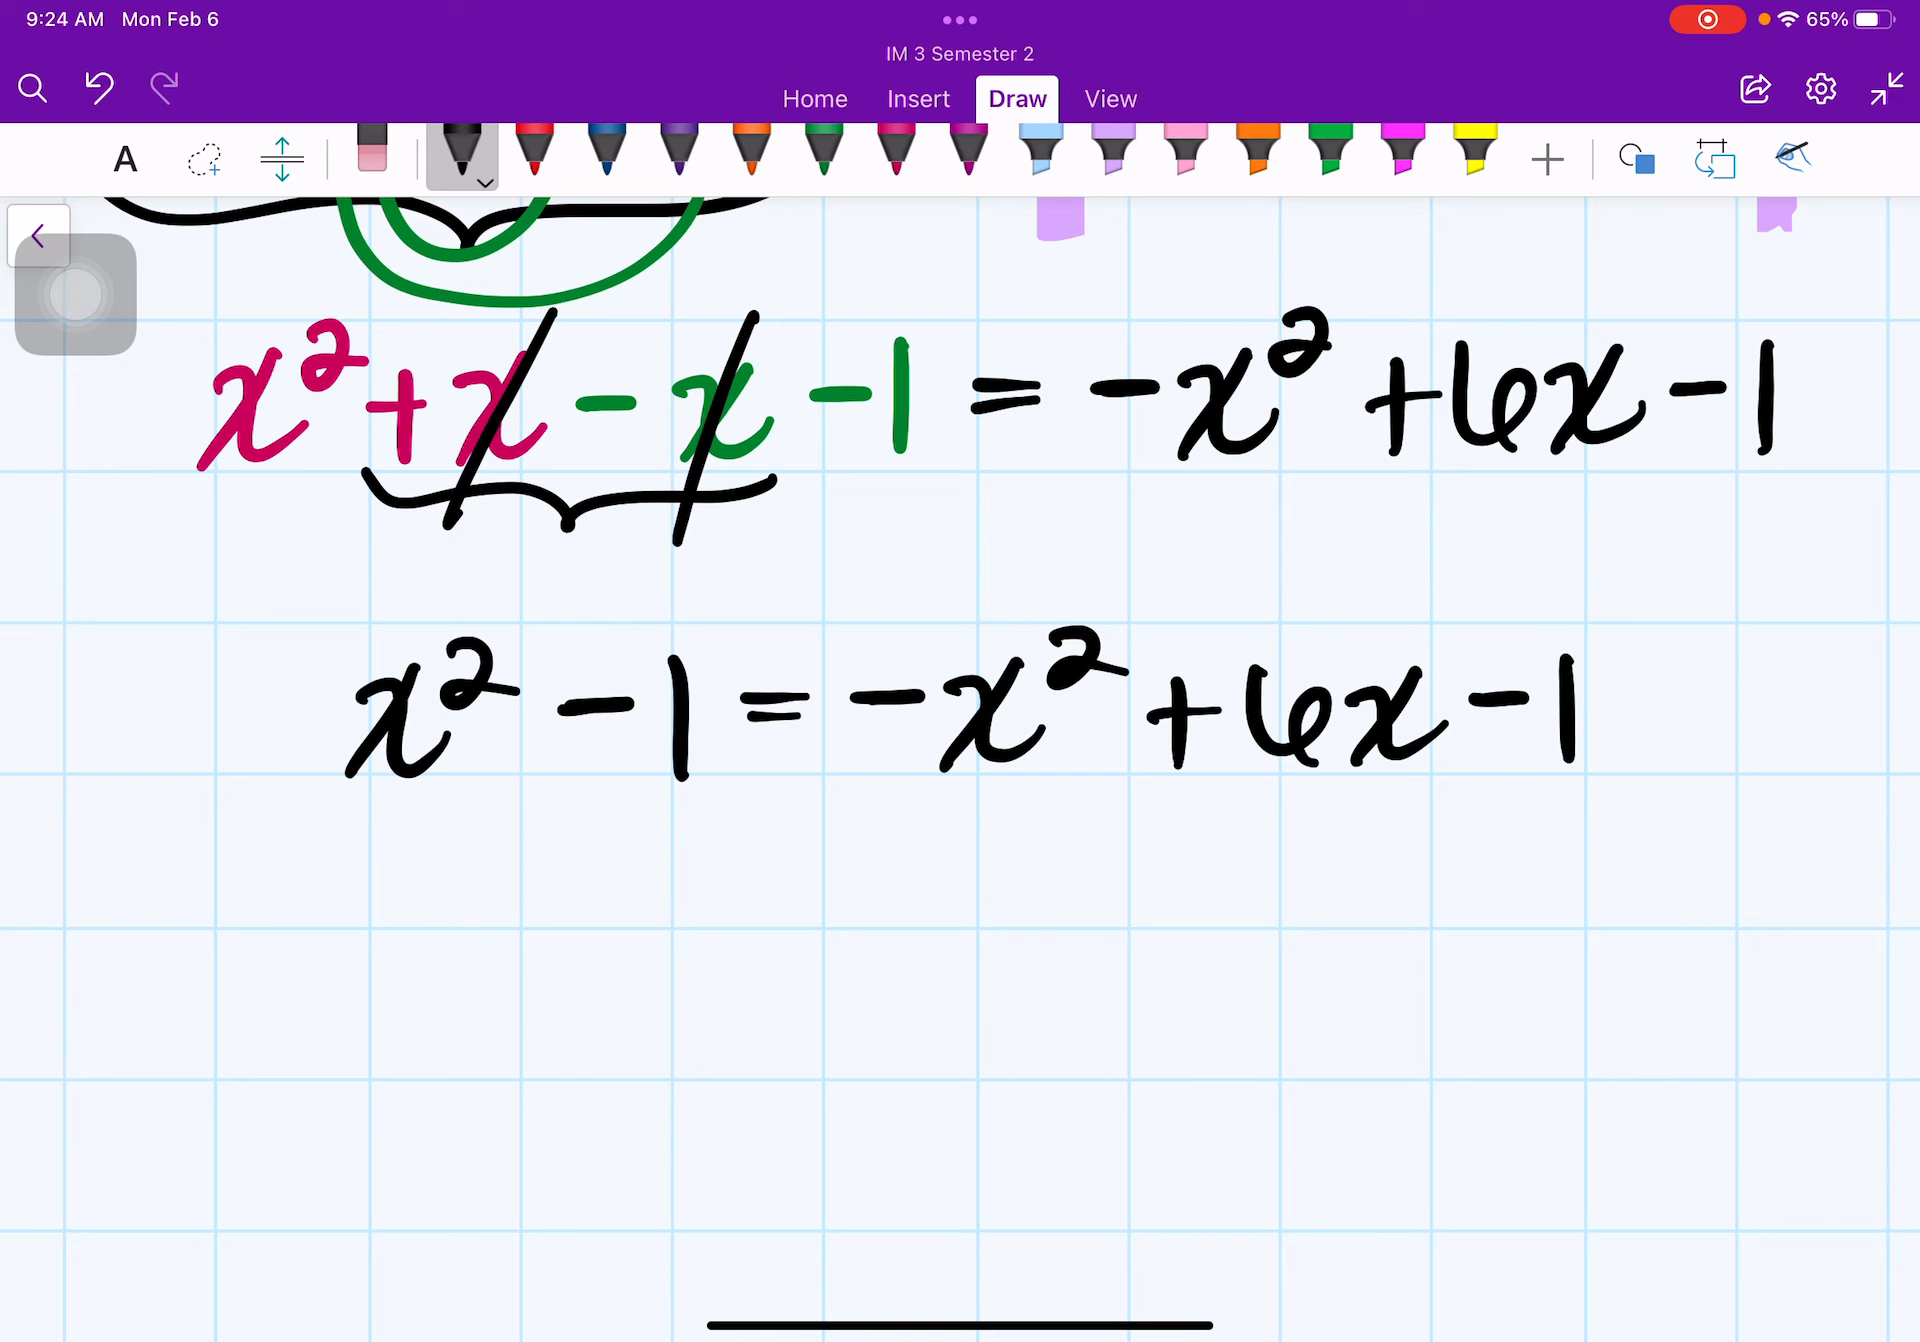 9:24 AM Mon Feb 6
65%
IM 3 Semester 2
Home Insert Draw View
A
x² + x - x - 1 = -x² + 6x - 1
x² - 1 = -x² + 6x - 1